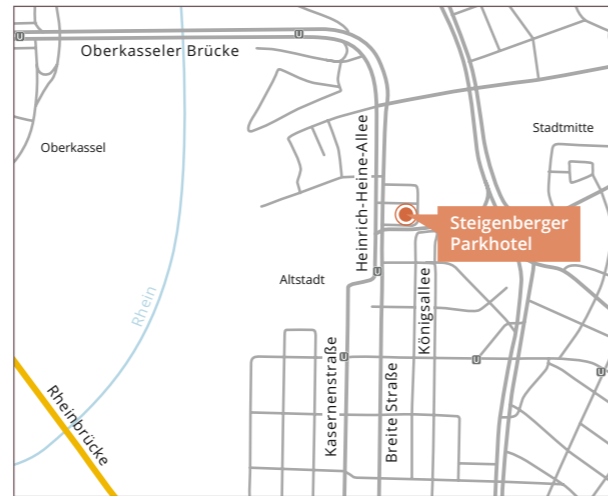 U
U
Oberkasseler Brücke
Oberkassel
Stadtmitte
Heinrich-Heine-Allee
Steigenberger
Parkhotel
Altstadt
U
Königsallee
Rhein
U
U
U
Kasernenstraße
Breite Straße
Rheinbrücke